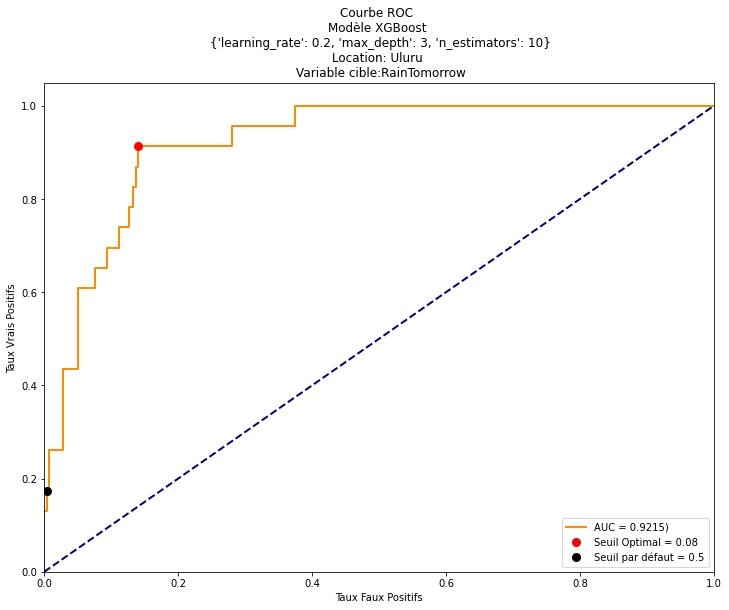 Courbe ROC
Modèle XGBoost
{'learning_rate': 0.2, 'max_depth': 3, 'n_estimators': 10}
Location: Uluru
Variable cible:RainTomorrow
1.0
0.8
0.6
0.4
0.2
0.0
Taux Vrais Positifs
AUC = 0.9215)
Seuil Optimal = 0.08
Seuil par défaut = 0.5
0.0 0.2 0.4 0.6 0.8 1.0
Taux Faux Positifs